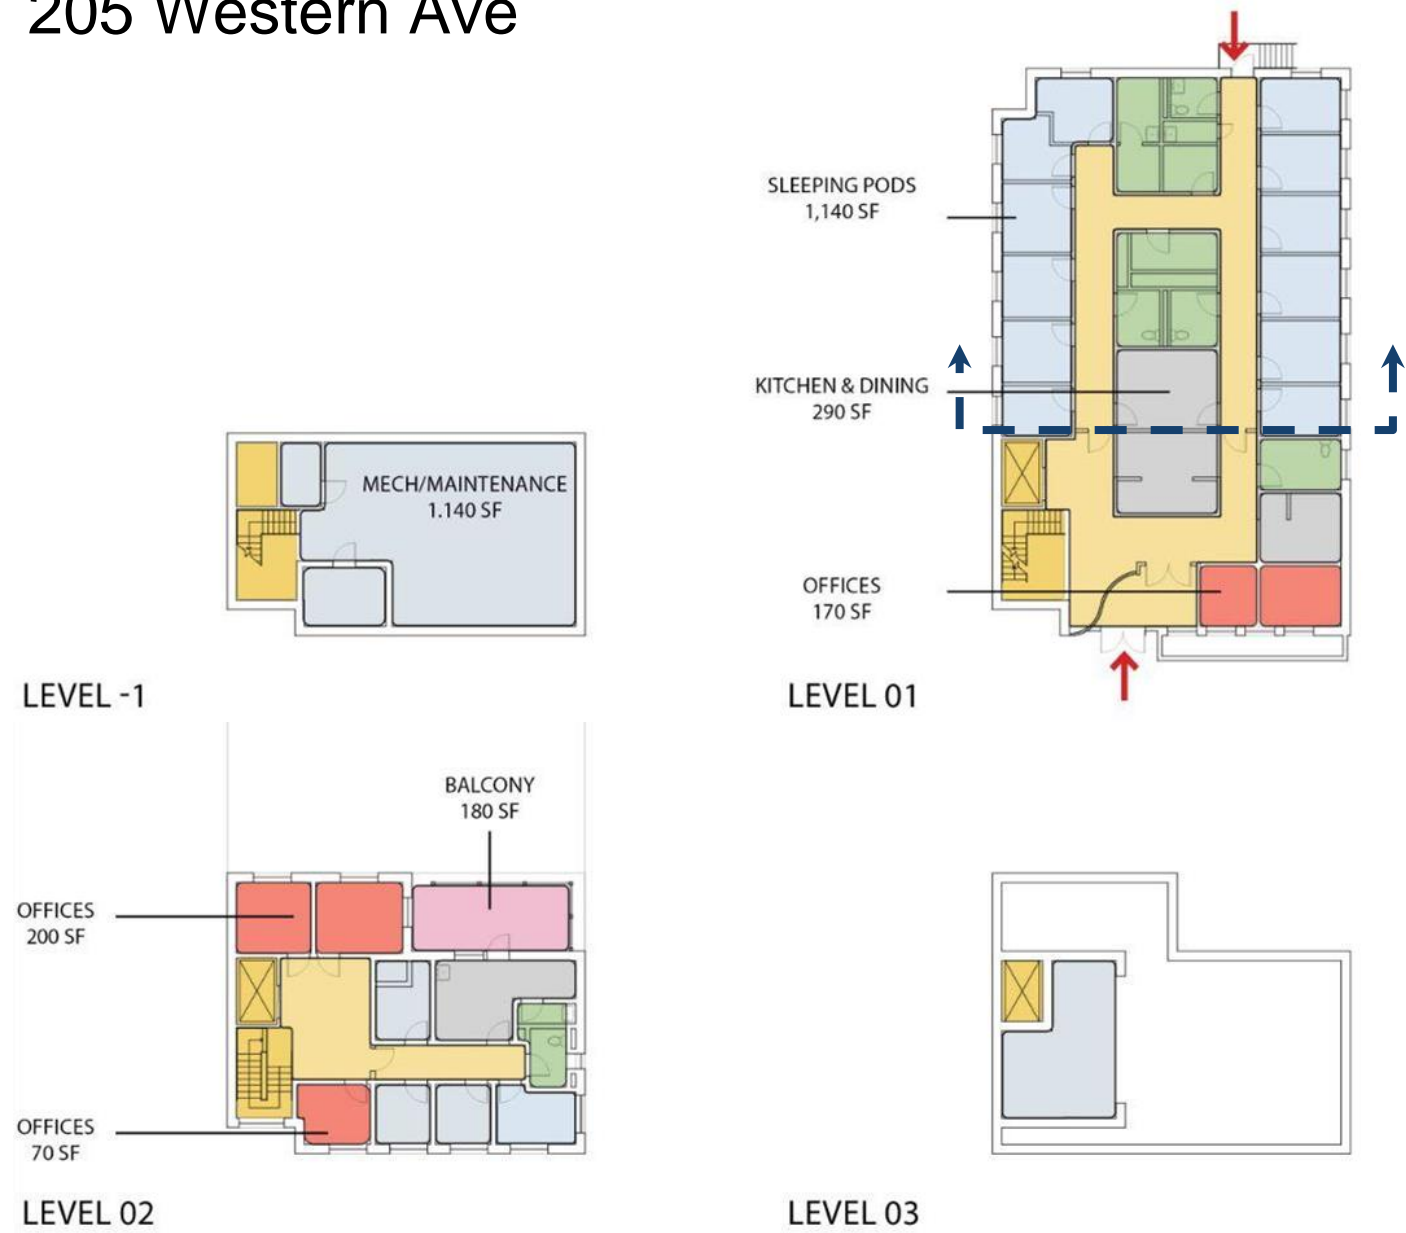 205 Western Ave
SLEEPING PODS
1,140 SF
KITCHEN & DINING
290 SF
MECH/MAINTENANCE
1.140 SF
OFFICES
170 SF
LEVEL -1
LEVEL 01
BALCONY
180 SF
OFFICES
200 SF
OFFICES
70 SF
LEVEL 02
LEVEL 03